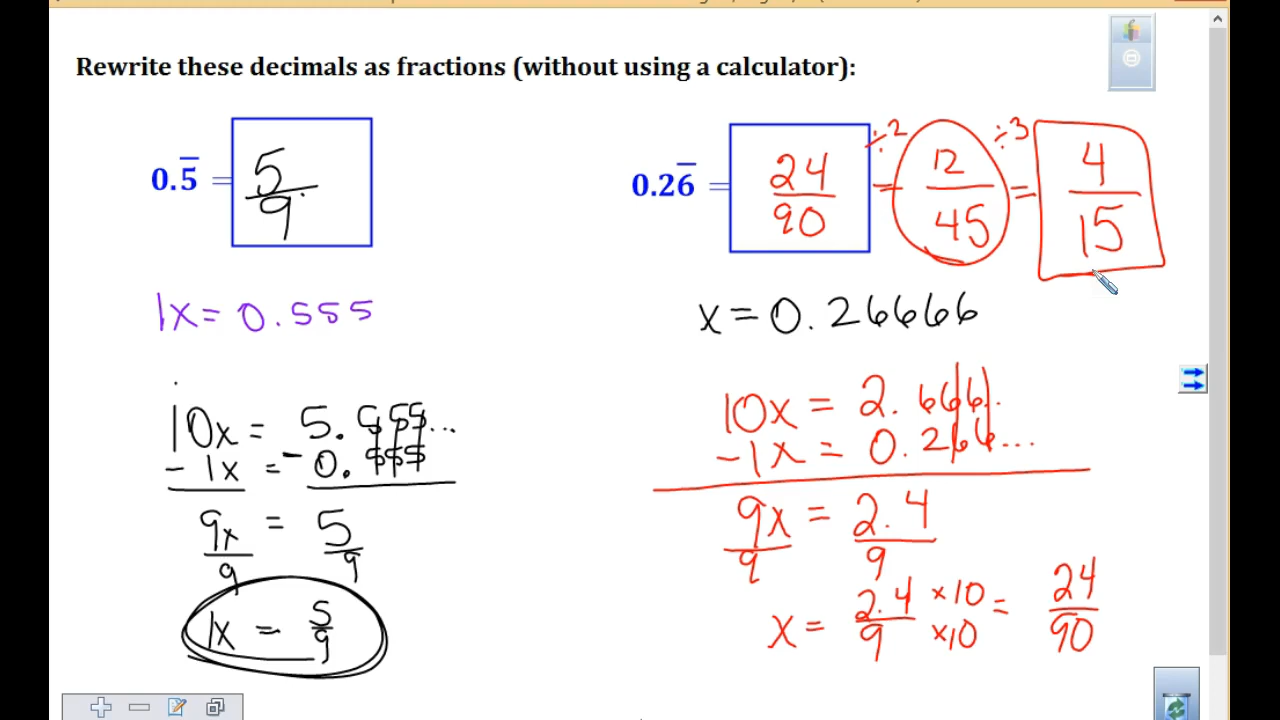 Rewrite these decimals as fractions (without using a calculator):
0.5̅ = 5/9
1x = 0.555
10x = 5.555...
- 1x = -0.555
9x/9 = 5/9
1x = 5/9
0.26̅ = 24/90 ÷2 = 12/45 ÷3 = 4/15
x = 0.26666
10x = 2.666..
-1x = 0.266...
9x/9 = 2.4/9
x = 2.4/9 ×10/×10 = 24/90